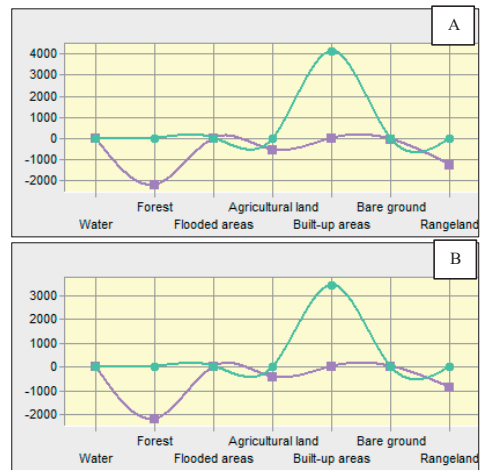 A
4000
3000
2000
1000
0
-1000
-2000
Forest Agricultural land Bare ground
Water Flooded areas Built-up areas Rangeland
B
3000
2000
1000
0
-1000
-2000
Forest Agricultural land Bare ground
Water Flooded areas Built-up areas Rangeland